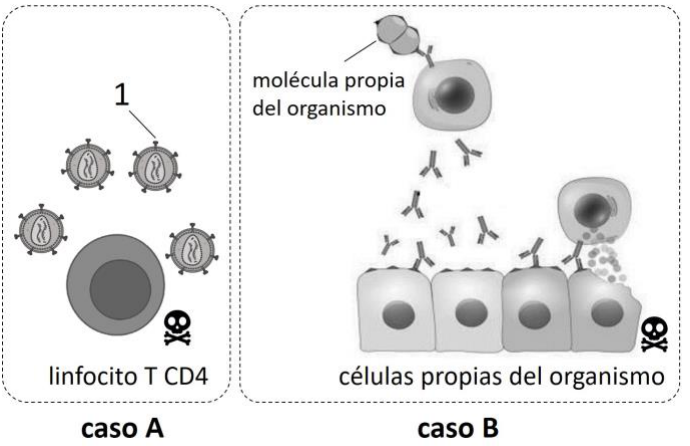 1
molécula propia
del organismo
linfocito T CD4
células propias del organismo
caso A
caso B